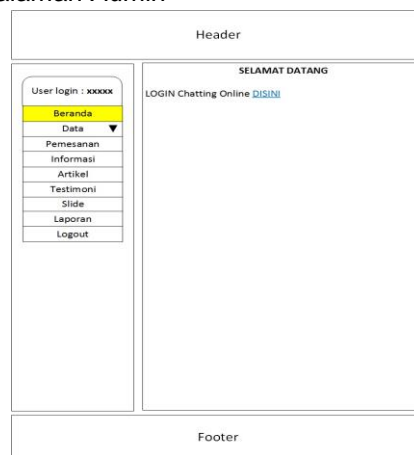 Header
User login : xxxxx
Beranda
Data ▼
Pemesanan
Informasi
Artikel
Testimoni
Slide
Laporan
Logout
SELAMAT DATANG
LOGIN Chatting Online DISINI
Footer